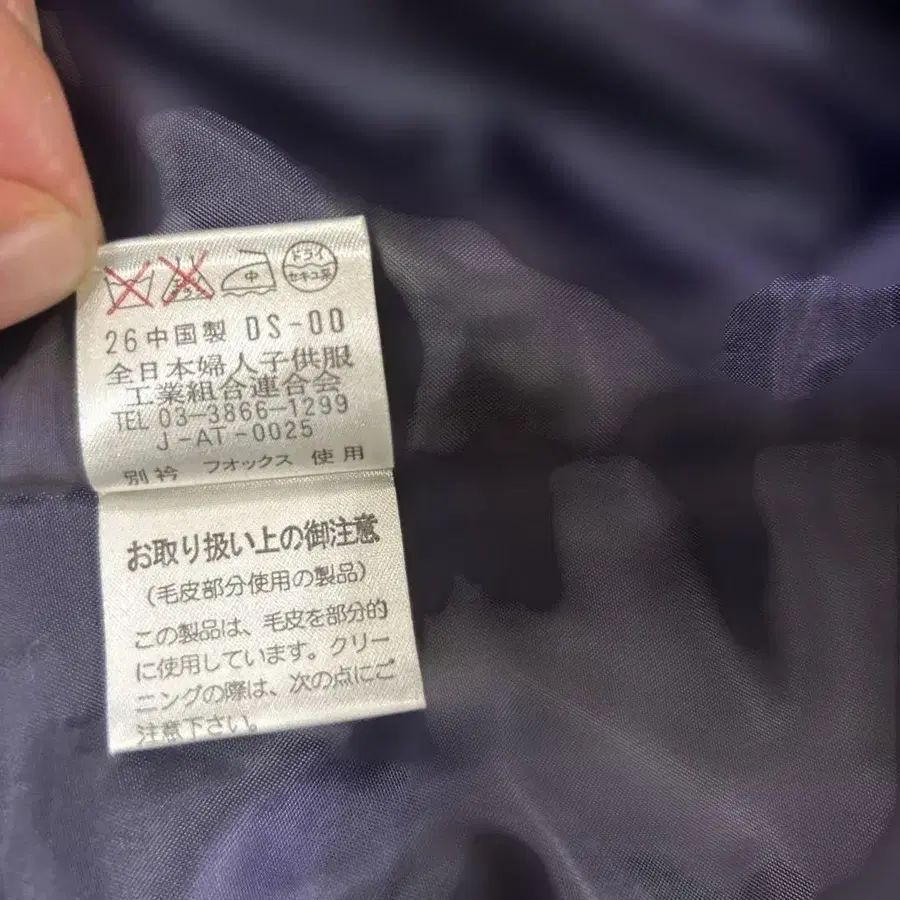 中
ドライ
セキユ系
26中国製 DS-00
全日本婦人子供服
工業組合連合会
TEL 03-3866-1299
J-AT-0025
別衿 フオックス 使用
お取り扱い上の御注意
(毛皮部分使用の製品)
この製品は、毛皮を部分的
に使用しています。クリー
ニングの際は、次の点にご
注意下さい。